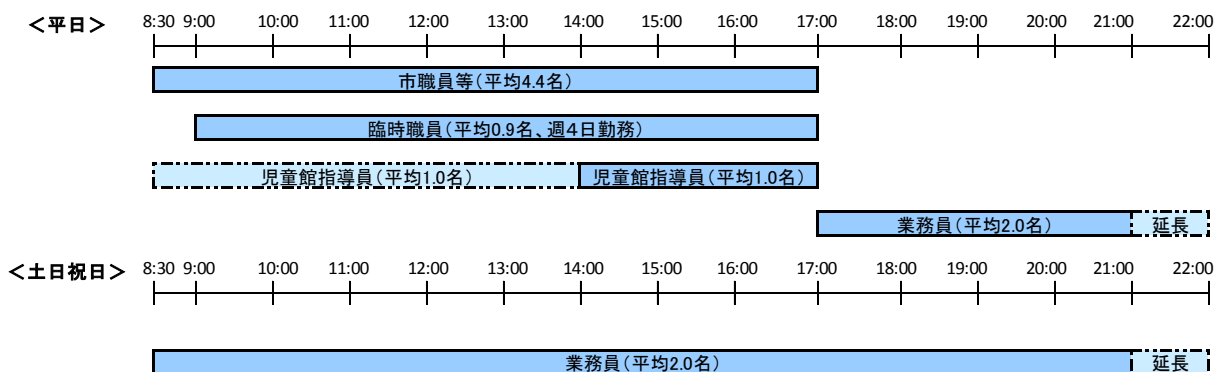 ＜平日＞ 8:30 9:00 10:00 11:00 12:00 13:00 14:00 15:00 16:00 17:00 18:00 19:00 20:00 21:00 22:00
市職員等(平均4.4名)
臨時職員(平均0.9名、週４日勤務)
児童館指導員(平均1.0名) 児童館指導員(平均1.0名)
業務員(平均2.0名) 延長
＜土日祝日＞ 8:30 9:00 10:00 11:00 12:00 13:00 14:00 15:00 16:00 17:00 18:00 19:00 20:00 21:00 22:00
業務員(平均2.0名) 延長